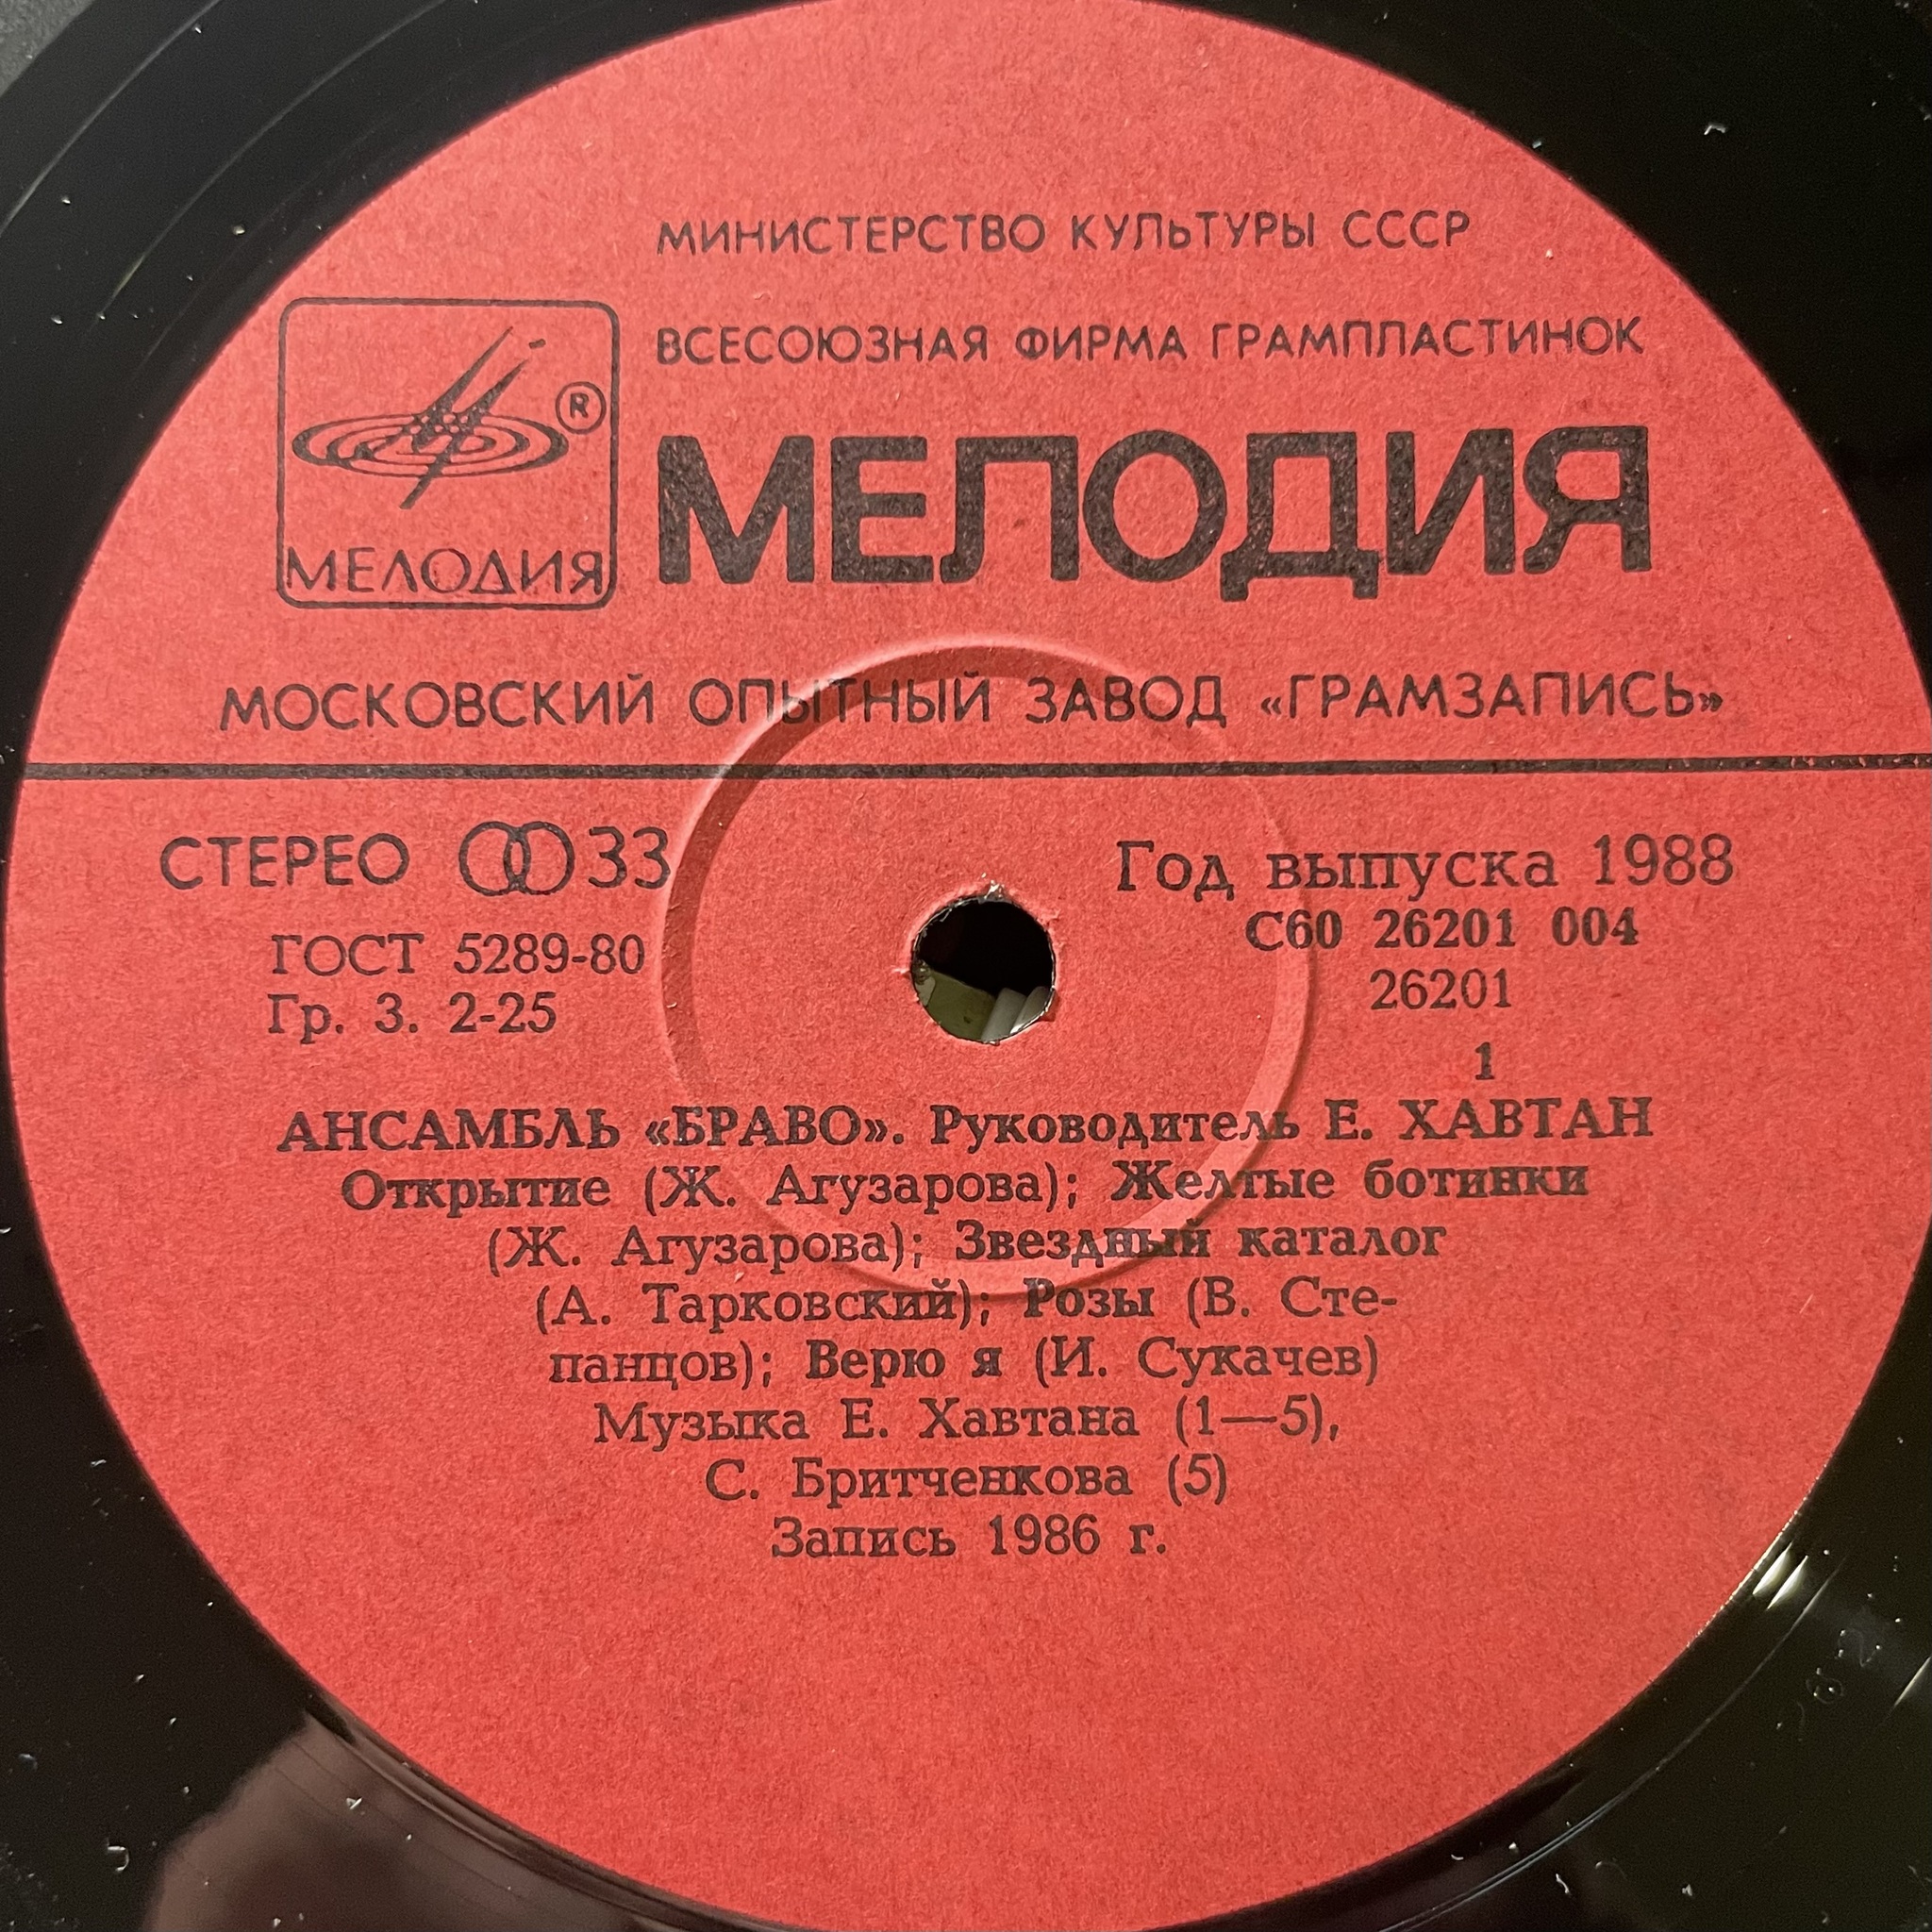 МИНИСТЕРСТВО КУЛЬТУРЫ СССР
ВСЕСОЮЗНАЯ ФИРМА ГРАМПЛАСТИНОК
®
МЕЛОДИЯ
МЕЛОДИЯ
МОСКОВСКИЙ ОПЫТНЫЙ ЗАВОД «ГРАМЗАПИСЬ»
СТЕРЕО 33
Год выпуска 1988
ГОСТ 5289-80
С60 26201 004
Гр. 3. 2-25
26201
1
АНСАМБЛЬ «БРАВО». Руководитель Е. ХАВТАН
Открытие (Ж. Агузарова); Желтые ботинки
(Ж. Агузарова); Звездный каталог
(А. Тарковский); Розы (В. Сте-
панцов); Верю я (И. Сукачев)
Музыка Е. Хавтана (1—5),
С. Бритченкова (5)
Запись 1986 г.